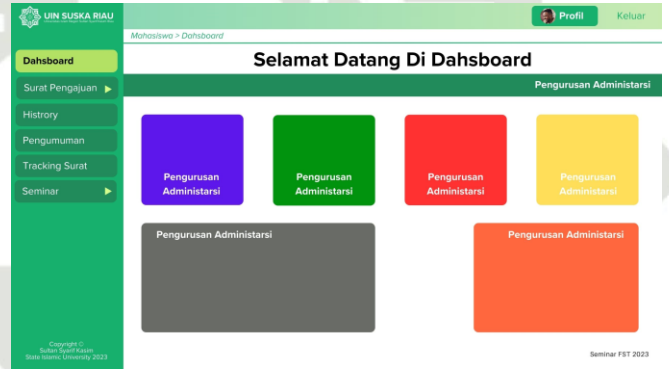 UIN SUSKA RIAU
Profil
Keluar
Mahasiswa > Dahsboard
Dahsboard
Surat Pengajuan
Histrory
Pengumuman
Tracking Surat
Seminar
Selamat Datang Di Dahsboard
Pengurusan Administarsi
Pengurusan
Administarsi
Pengurusan
Administarsi
Pengurusan
Administarsi
Pengurusan
Administarsi
Pengurusan Administarsi
Pengurusan Administarsi
Copyright ©
Sultan Syarif Kasim
State Islamic University 2023
Seminar FST 2023